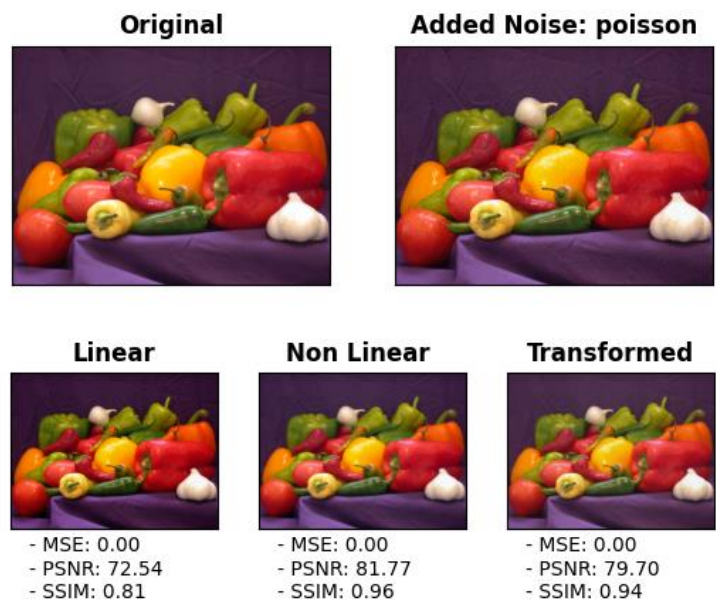 Original
Added Noise: poisson
Linear
Non Linear
Transformed
- MSE: 0.00
- PSNR: 72.54
- SSIM: 0.81
- MSE: 0.00
- PSNR: 81.77
- SSIM: 0.96
- MSE: 0.00
- PSNR: 79.70
- SSIM: 0.94